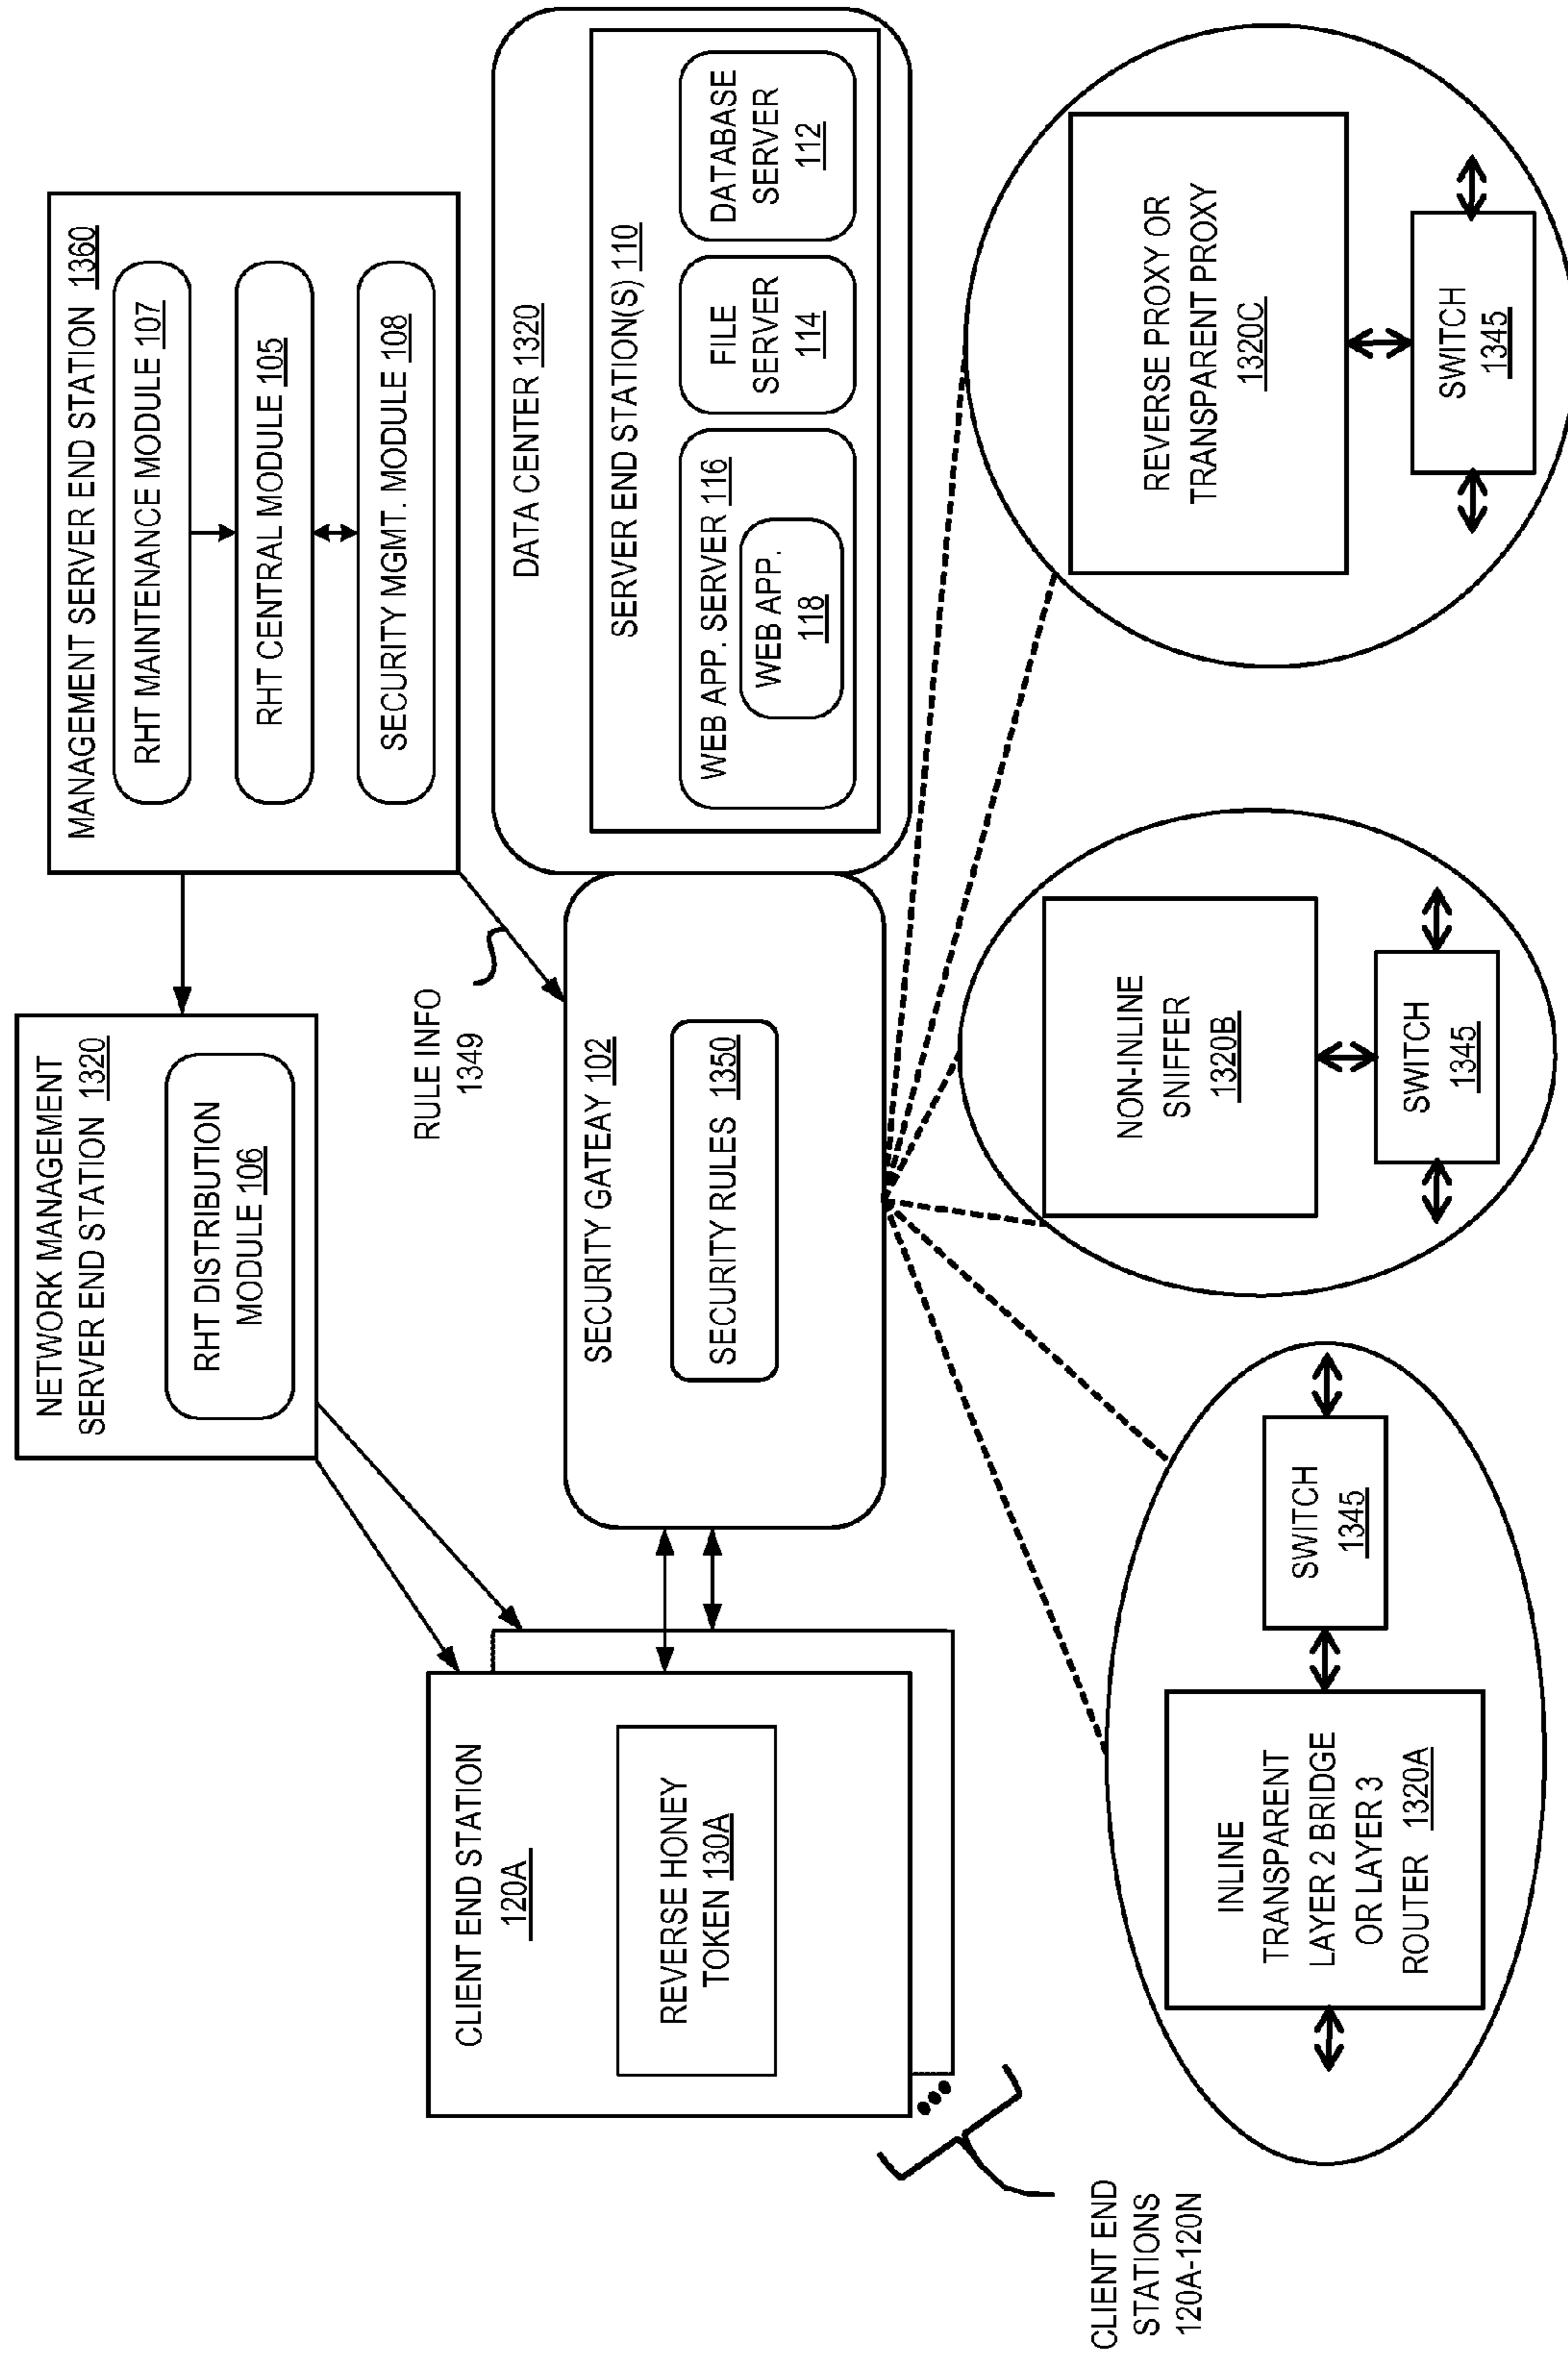 NETWORK MANAGEMENT
SERVER END STATION 1320
RHT DISTRIBUTION
MODULE 106
MANAGEMENT SERVER END STATION 1360
RHT MAINTENANCE MODULE 107
RHT CENTRAL MODULE 105
SECURITY MGMT. MODULE 108
RULE INFO
1349
CLIENT END STATION
120A
REVERSE HONEY
TOKEN 130A
CLIENT END
STATIONS
120A-120N
SECURITY GATEAY 102
SECURITY RULES 1350
DATA CENTER 1320
SERVER END STATION(S) 110
WEB APP. SERVER 116
WEB APP.
118
FILE
SERVER
114
DATABASE
SERVER
112
INLINE
TRANSPARENT
LAYER 2 BRIDGE
OR LAYER 3
ROUTER 1320A
SWITCH
1345
NON-INLINE
SNIFFER
1320B
SWITCH
1345
REVERSE PROXY OR
TRANSPARENT PROXY
1320C
SWITCH
1345